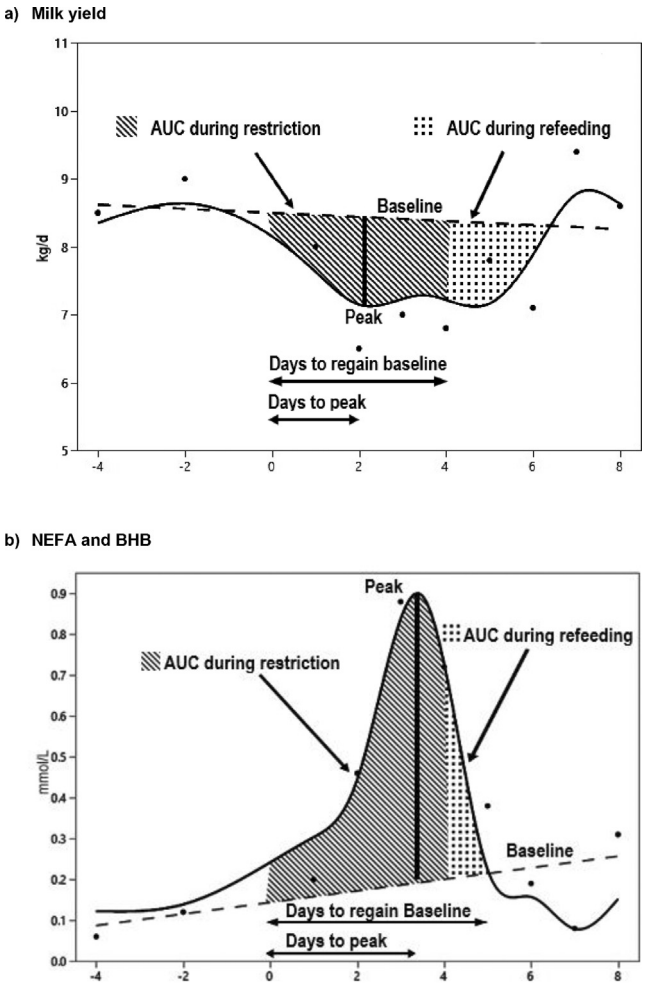 a) Milk yield
11
10
9
8
7
6
5
kg/d
AUC during restriction
AUC during refeeding
Baseline
Peak
Days to regain baseline
Days to peak
-4 -2 0 2 4 6 8
b) NEFA and BHB
0.9
0.8
0.7
0.5
0.4
0.3
0.2
0.1
0.0
mmol/L
Peak
AUC during refeeding
AUC during restriction
Baseline
Days to regain Baseline
Days to peak
-4 -2 0 2 4 6 8